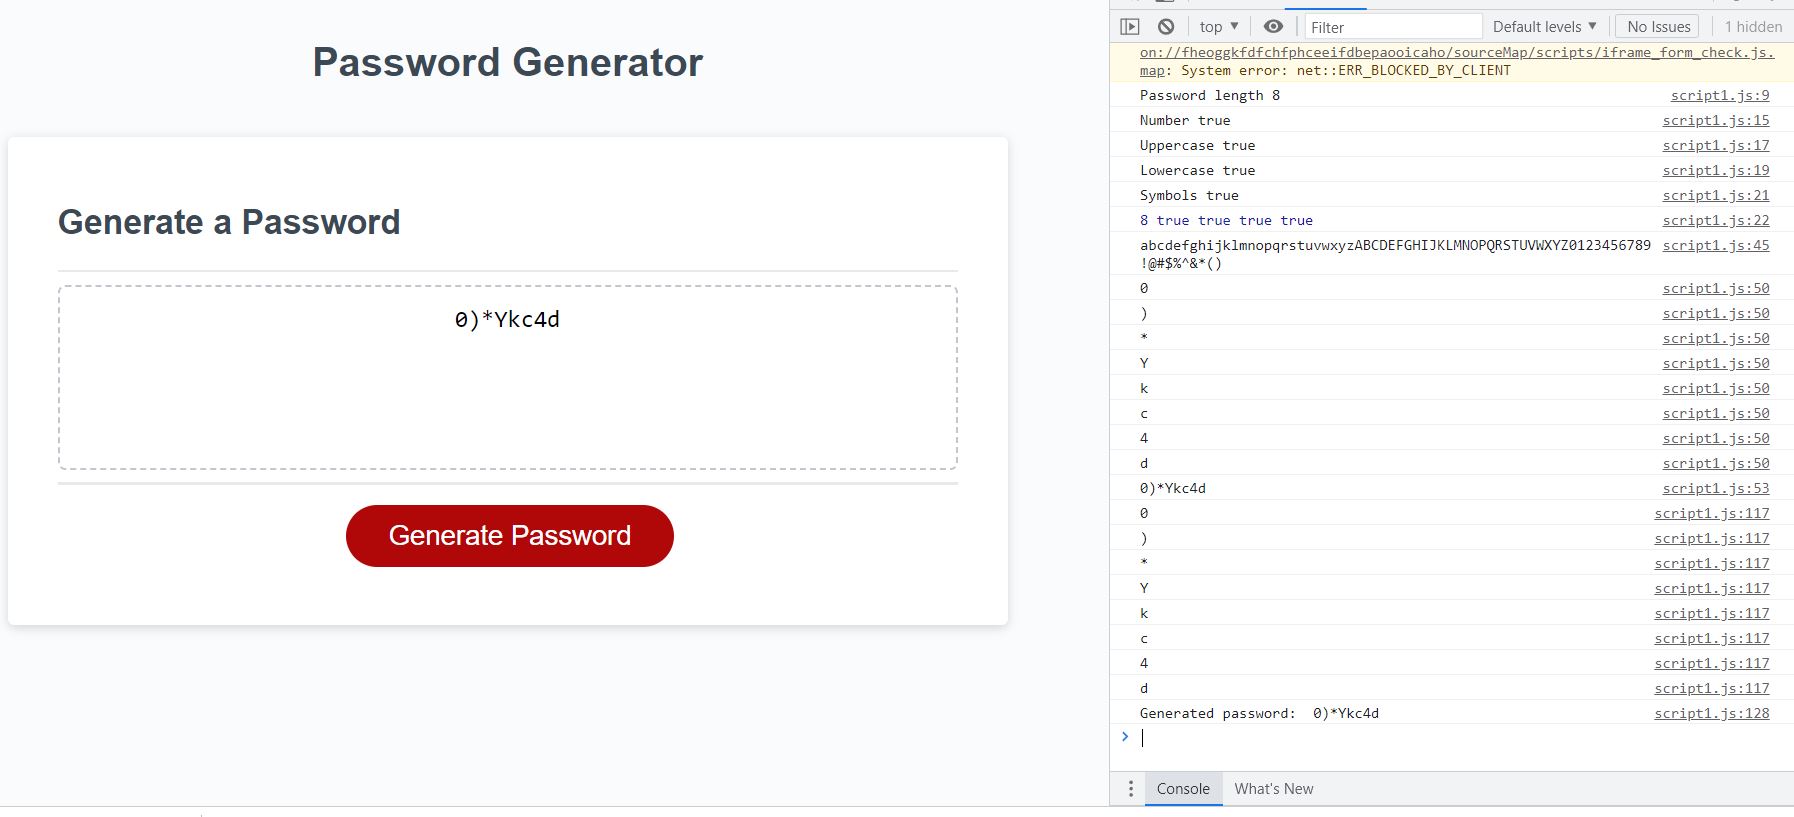 Password Generator
Generate a Password
0)*Ykc4d
Generate Password
top ▼ Filter Default levels ▼ No Issues 1 hidden
on://fheoggkfdfchfphceeifdbepaooicaho/sourceMap/scripts/iframe_form_check.js.
map: System error: net::ERR_BLOCKED_BY_CLIENT
Password length 8 script1.js:9
Number true script1.js:15
Uppercase true script1.js:17
Lowercase true script1.js:19
Symbols true script1.js:21
8 true true true true script1.js:22
abcdefghijklmnopqrstuvwxyzABCDEFGHIJKLMNOPQRSTUVWXYZ0123456789 script1.js:45
!@#$%^&*()
0 script1.js:50
) script1.js:50
* script1.js:50
Y script1.js:50
k script1.js:50
c script1.js:50
4 script1.js:50
d script1.js:50
0)*Ykc4d script1.js:53
0 script1.js:117
) script1.js:117
* script1.js:117
Y script1.js:117
k script1.js:117
c script1.js:117
4 script1.js:117
d script1.js:117
Generated password:  0)*Ykc4d script1.js:128
>
Console What's New